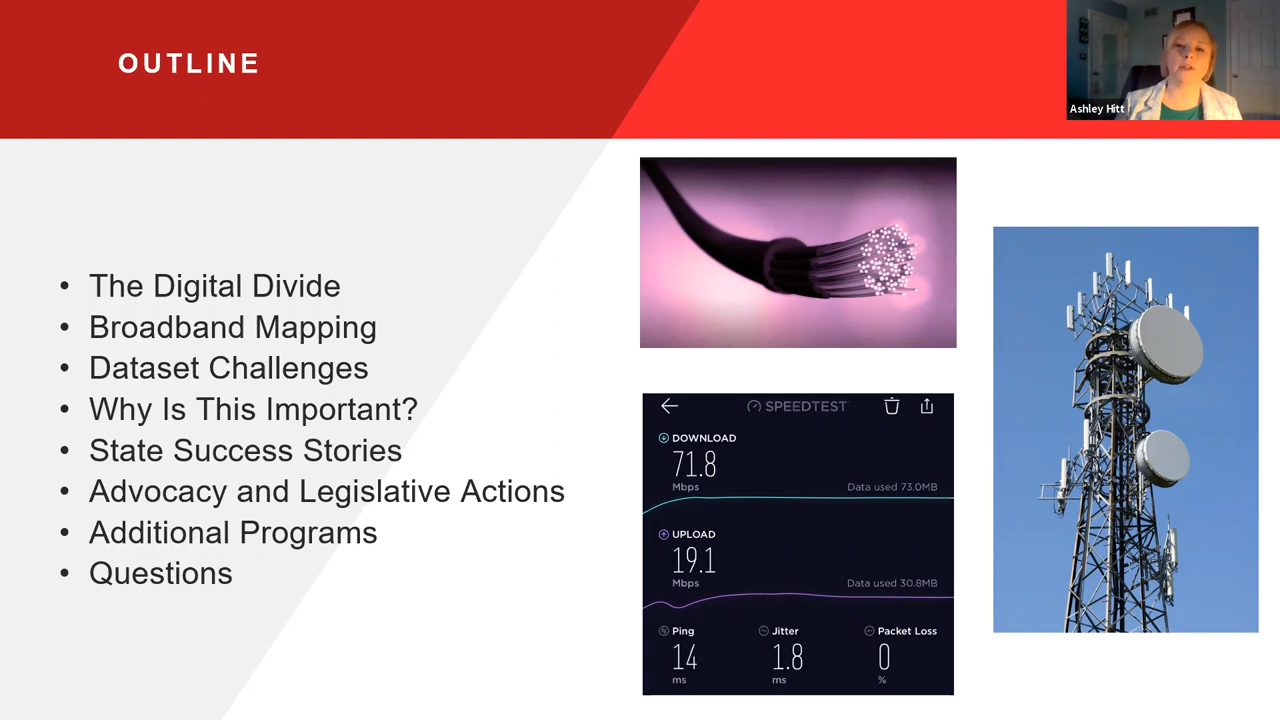 OUTLINE
Ashley Hitt
• The Digital Divide
• Broadband Mapping
• Dataset Challenges
• Why Is This Important?
• State Success Stories
• Advocacy and Legislative Actions
• Additional Programs
• Questions
SPEEDTEST
DOWNLOAD
71.8
Mbps
Data used 73.0MB
UPLOAD
19.1
Mbps
Data used 30.8MB
Ping Jitter Packet Loss
14 1.8 0
ms ms %